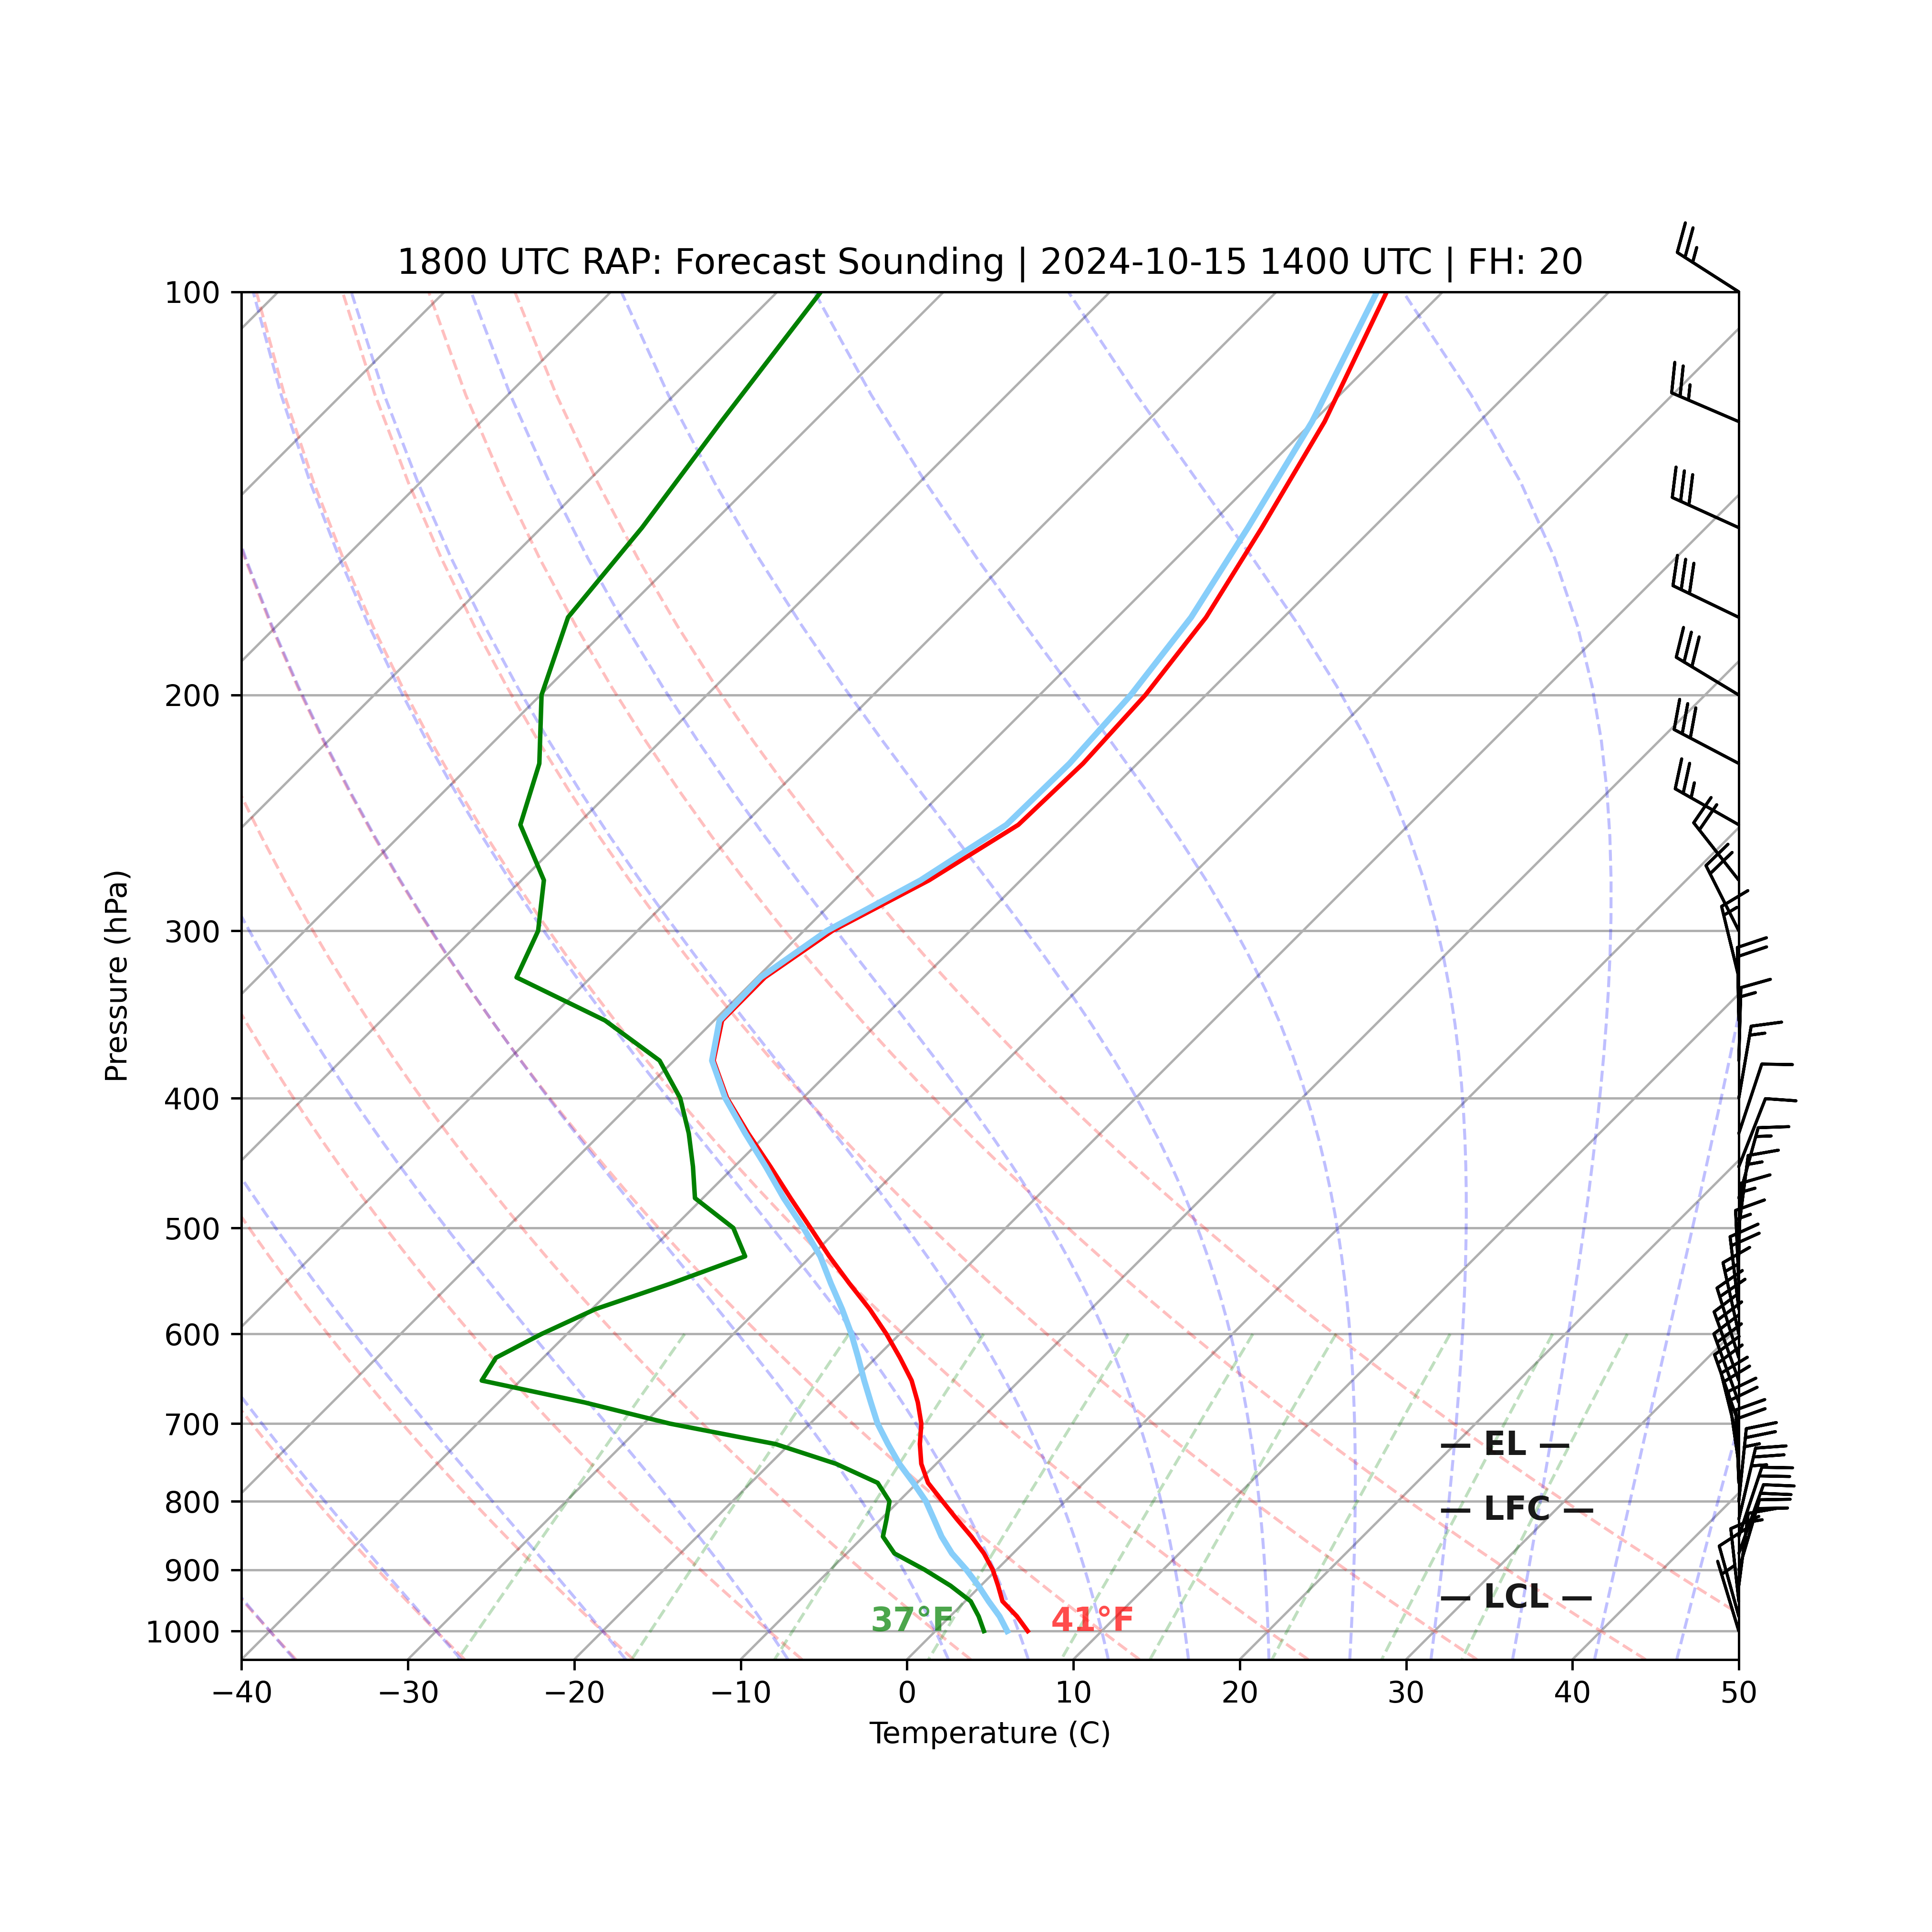 1800 UTC RAP: Forecast Sounding | 2024-10-15 1400 UTC | FH: 20
100
200
300
400
500
600
700
800
900
1000
Pressure (hPa)
— EL —
— LFC —
— LCL —
37°F
41°F
−40 −30 −20 −10 0 10 20 30 40 50
Temperature (C)